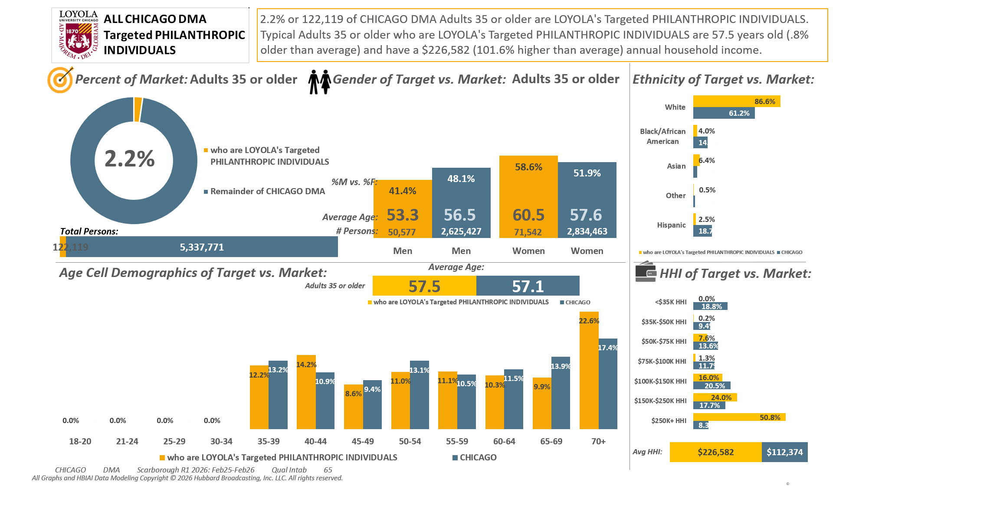 LOYOLA
UNIVERSITY CHICAGO
1870
AD • MAJOREM • DEI • GLORIAM
ALL CHICAGO DMA
Targeted PHILANTHROPIC
INDIVIDUALS
2.2% or 122,119 of CHICAGO DMA Adults 35 or older are LOYOLA's Targeted PHILANTHROPIC INDIVIDUALS.
Typical Adults 35 or older who are LOYOLA's Targeted PHILANTHROPIC INDIVIDUALS are 57.5 years old (.8%
older than average) and have a $226,582 (101.6% higher than average) annual household income.
Percent of Market: Adults 35 or older
2.2%
who are LOYOLA's Targeted
PHILANTHROPIC INDIVIDUALS
Remainder of CHICAGO DMA
Total Persons:
122,119 5,337,771
Gender of Target vs. Market: Adults 35 or older
%M vs. %F:
41.4% 48.1% 58.6% 51.9%
Average Age:
53.3 56.5 60.5 57.6
# Persons:
50,577 2,625,427 71,542 2,834,463
Men Men Women Women
Ethnicity of Target vs. Market:
White
86.6%
61.2%
Black/African
American
4.0%
14.
Asian
6.4%
Other
0.5%
Hispanic
2.5%
18.7
who are LOYOLA's Targeted PHILANTHROPIC INDIVIDUALS CHICAGO
Age Cell Demographics of Target vs. Market:
Average Age:
Adults 35 or older
57.5 57.1
who are LOYOLA's Targeted PHILANTHROPIC INDIVIDUALS CHICAGO
0.0% 0.0% 0.0% 0.0%
12.2% 13.2%
14.2% 10.9%
8.6% 9.4%
11.0% 13.1%
11.1% 10.5%
10.3% 11.5%
9.9% 13.9%
22.6% 17.4%
18-20 21-24 25-29 30-34 35-39 40-44 45-49 50-54 55-59 60-64 65-69 70+
who are LOYOLA's Targeted PHILANTHROPIC INDIVIDUALS CHICAGO
HHI of Target vs. Market:
<$35K HHI
0.0%
18.8%
$35K-$50K HHI
0.2%
9.4%
$50K-$75K HHI
7.6%
13.6%
$75K-$100K HHI
1.3%
11.7%
$100K-$150K HHI
16.0%
20.5%
$150K-$250K HHI
24.0%
17.7%
$250K+ HHI
50.8%
8.3
Avg HHI:
$226,582 $112,374
CHICAGO DMA Scarborough R1 2026: Feb25-Feb26 Qual Intab 65
All Graphs and HBIAI Data Modeling Copyright © 2026 Hubbard Broadcasting, Inc. LLC. All rights reserved.
©